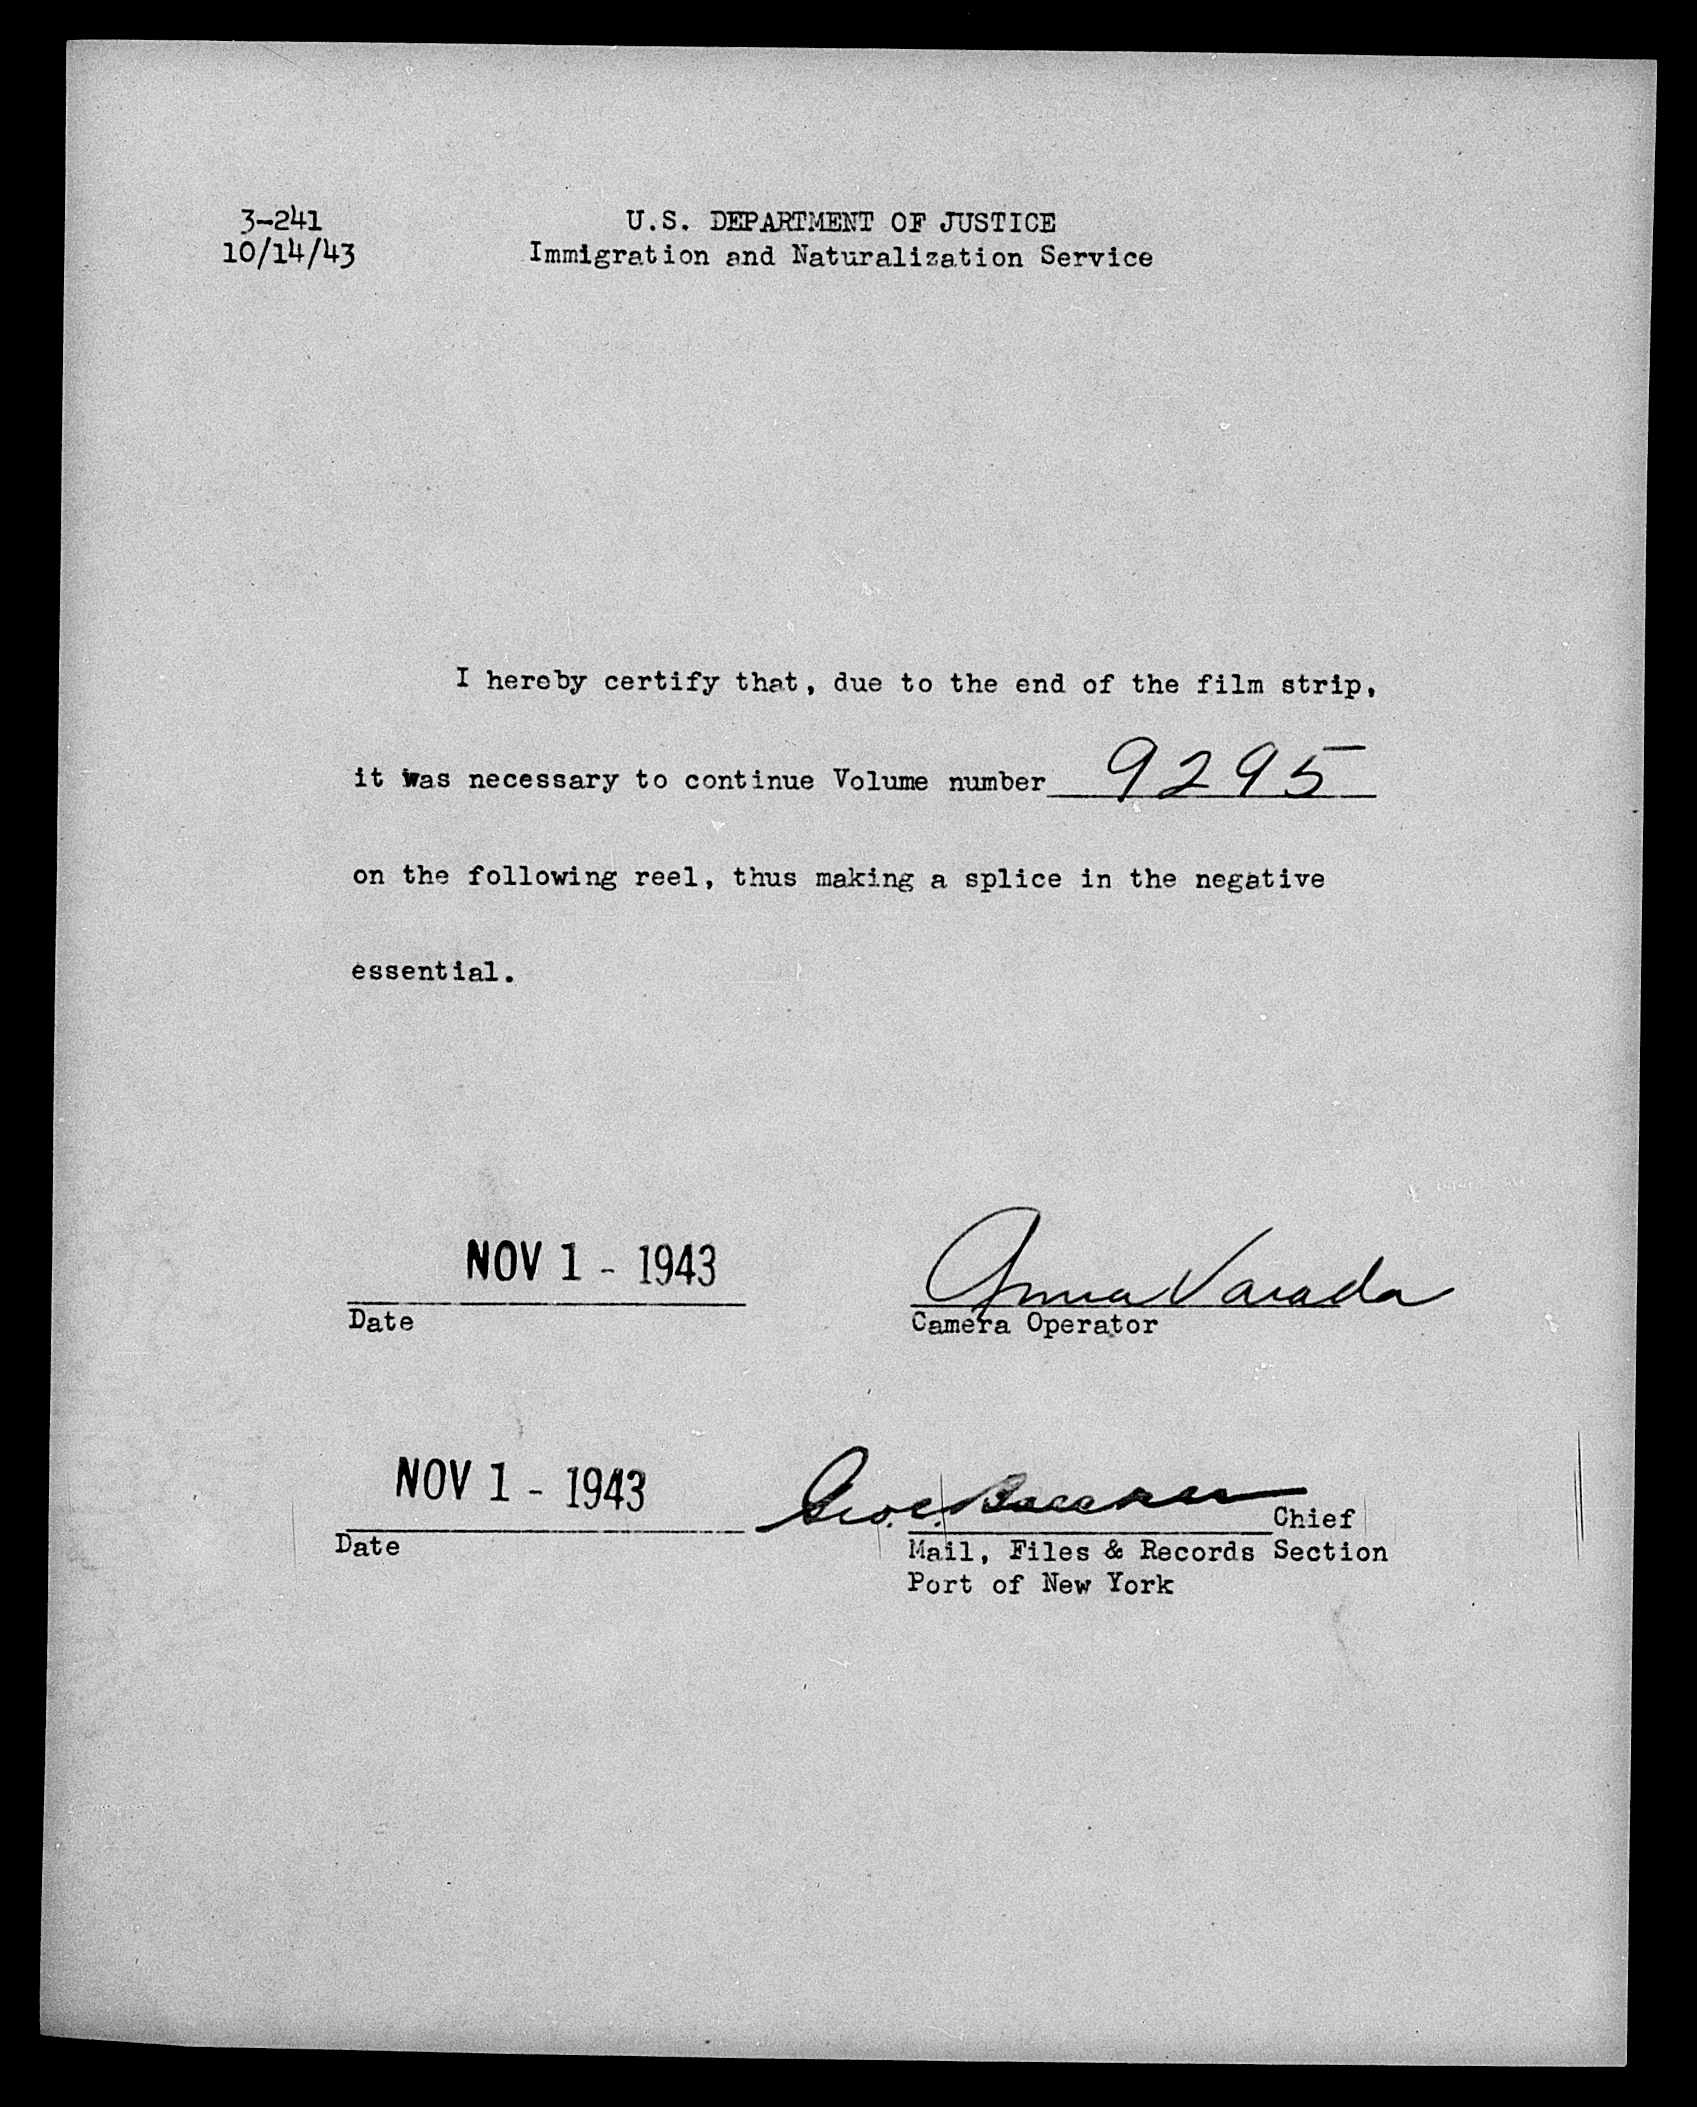 3-241
10/14/43
U.S. DEPARTMENT OF JUSTICE
Immigration and Naturalization Service
I hereby certify that, due to the end of the film strip,
it was necessary to continue Volume number 9295
on the following reel, thus making a splice in the negative
essential.
NOV 1 - 1943
Date
Anna Varada
Camera Operator
NOV 1 - 1943
Date
Geo. C.
Chief
Mail, Files & Records Section
Port of New York